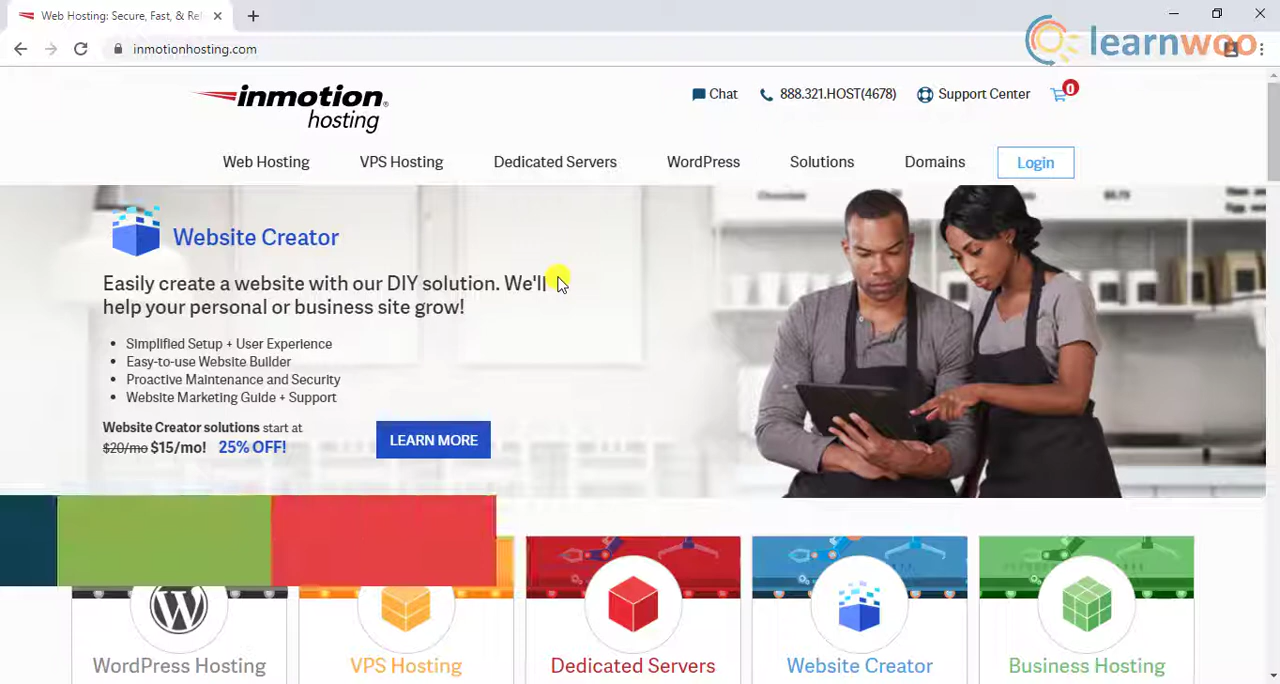 Web Hosting: Secure, Fast, & Rel
inmotionhosting.com
learnwoo
inmotion
hosting
Chat
888.321.HOST(4678)
Support Center
0
Web Hosting
VPS Hosting
Dedicated Servers
WordPress
Solutions
Domains
Login
Website Creator
Easily create a website with our DIY solution. We'll
help your personal or business site grow!
• Simplified Setup + User Experience
• Easy-to-use Website Builder
• Proactive Maintenance and Security
• Website Marketing Guide + Support
Website Creator solutions start at
$20/mo $15/mo! 25% OFF!
LEARN MORE
WordPress Hosting
VPS Hosting
Dedicated Servers
Website Creator
Business Hosting